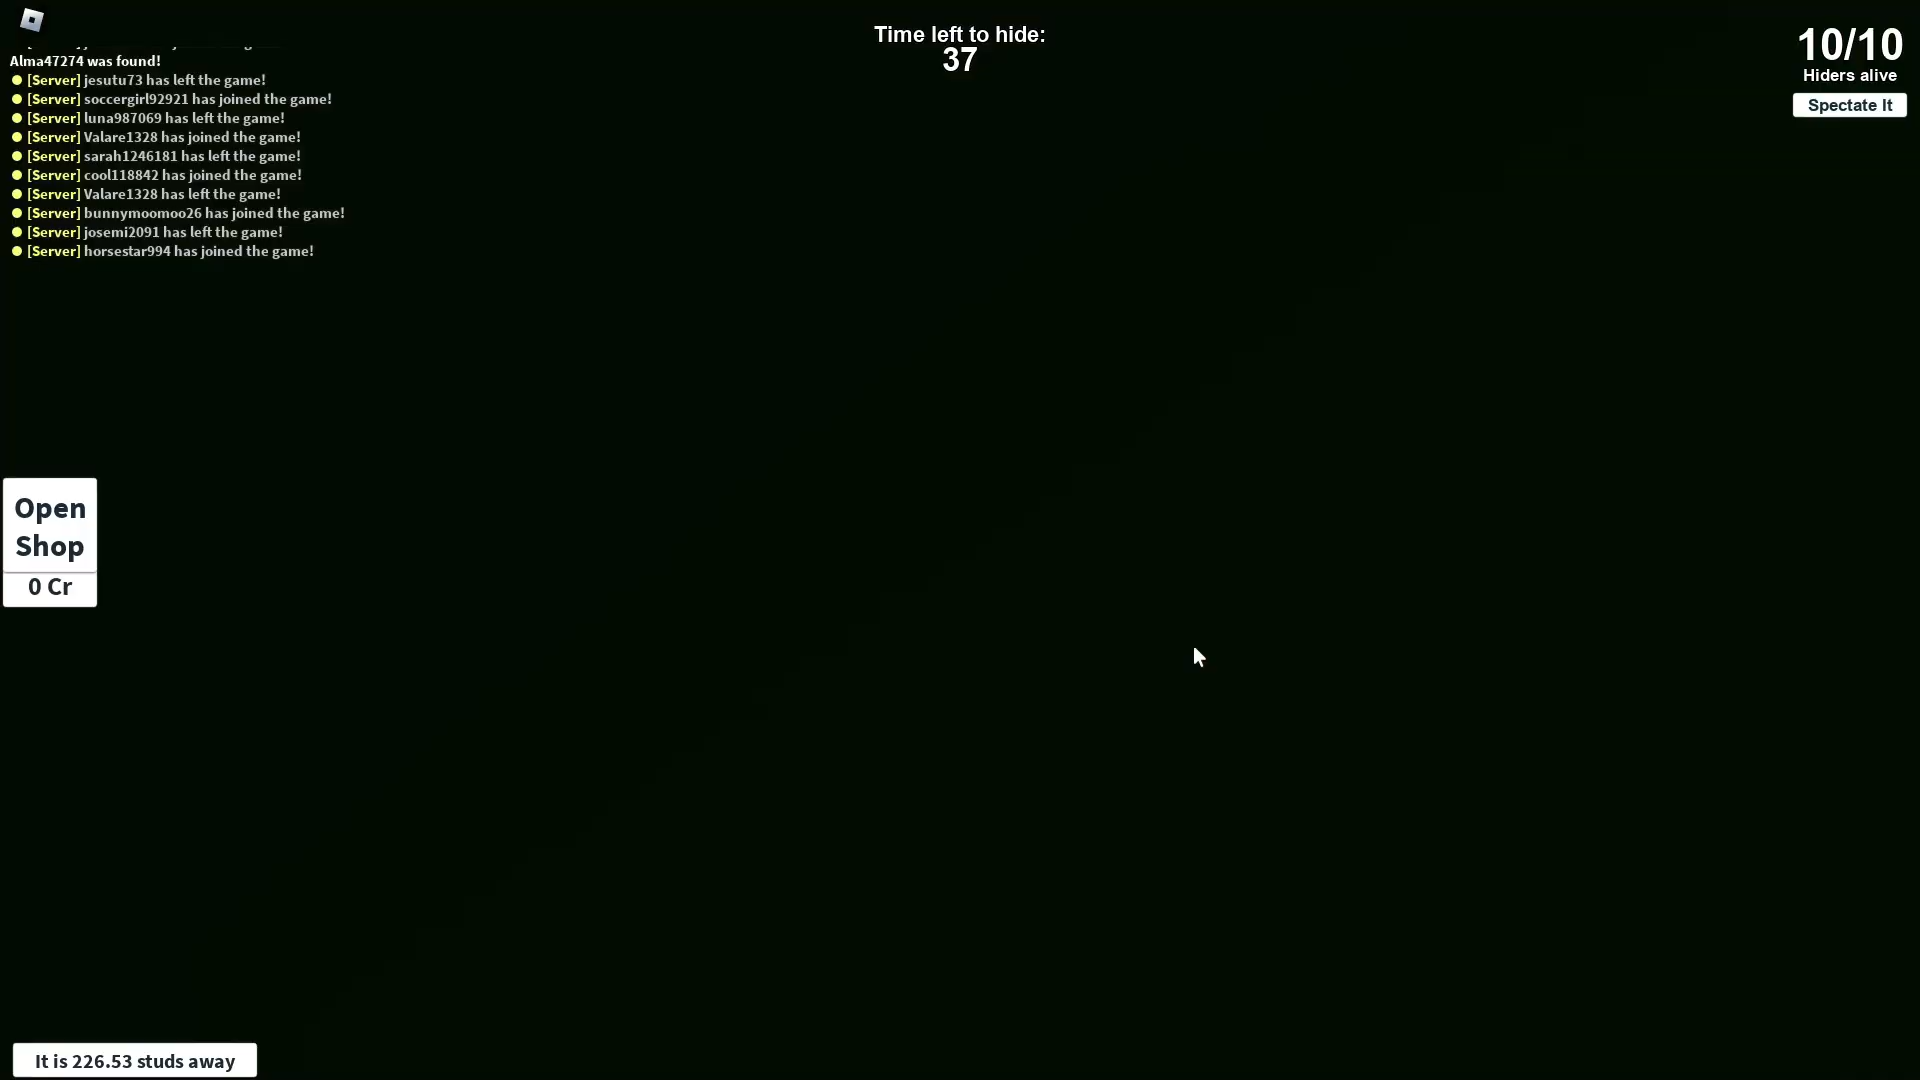 Time left to hide:
37
10/10
Hiders alive
Spectate It
Alma47274 was found!
[Server] jesutu73 has left the game!
[Server] soccergirl92921 has joined the game!
[Server] luna987069 has left the game!
[Server] Valare1328 has joined the game!
[Server] sarah1246181 has left the game!
[Server] cool118842 has joined the game!
[Server] Valare1328 has left the game!
[Server] bunnymoomoo26 has joined the game!
[Server] josemi2091 has left the game!
[Server] horsestar994 has joined the game!
Open
Shop
0 Cr
It is 226.53 studs away